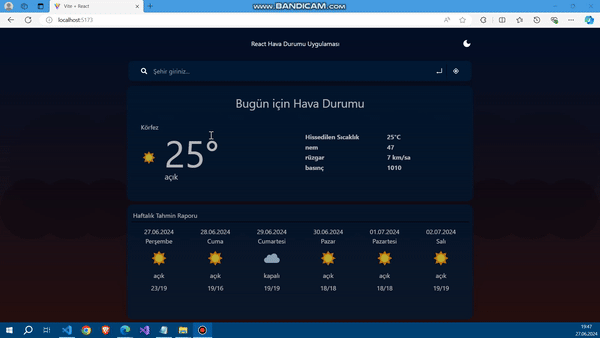 www.BANDICAM.com
Vite + React
localhost:5173
React Hava Durumu Uygulaması
Şehir giriniz...
Bugün için Hava Durumu
Körfez
25°
açık
Hissedilen Sıcaklık 25°C
nem 47
rüzgar 7 km/sa
basınç 1010
Haftalık Tahmin Raporu
27.06.2024 28.06.2024 29.06.2024 30.06.2024 01.07.2024 02.07.2024
Perşembe Cuma Cumartesi Pazar Pazartesi Salı
açık açık kapalı açık açık açık
23/19 19/16 19/19 18/18 18/18 19/19
19:47
27.06.2024